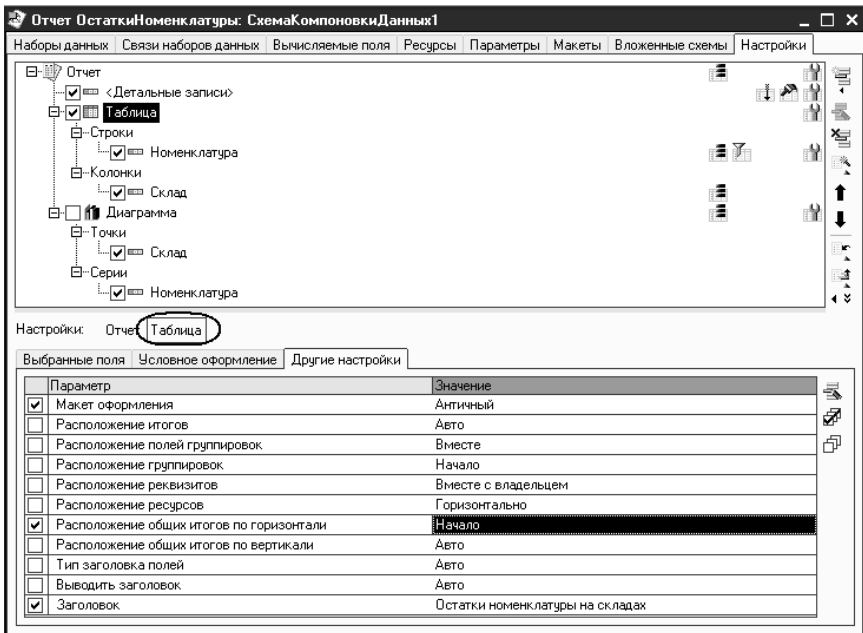 Отчет ОстаткиНоменклатуры: СхемаКомпоновкиДанных1
Наборы данных Связи наборов данных Вычисляемые поля Ресурсы Параметры Макеты Вложенные схемы Настройки
Отчет
<Детальные записи>
Таблица
Строки
Номенклатура
Колонки
Склад
Диаграмма
Точки
Склад
Серии
Номенклатура
Настройки: Отчет Таблица
Выбранные поля Условное оформление Другие настройки
Параметр Значение
Макет оформления Античный
Расположение итогов Авто
Расположение полей группировок Вместе
Расположение группировок Начало
Расположение реквизитов Вместе с владельцем
Расположение ресурсов Горизонтально
Расположение общих итогов по горизонтали Начало
Расположение общих итогов по вертикали Авто
Тип заголовка полей Авто
Выводить заголовок Авто
Заголовок Остатки номенклатуры на складах